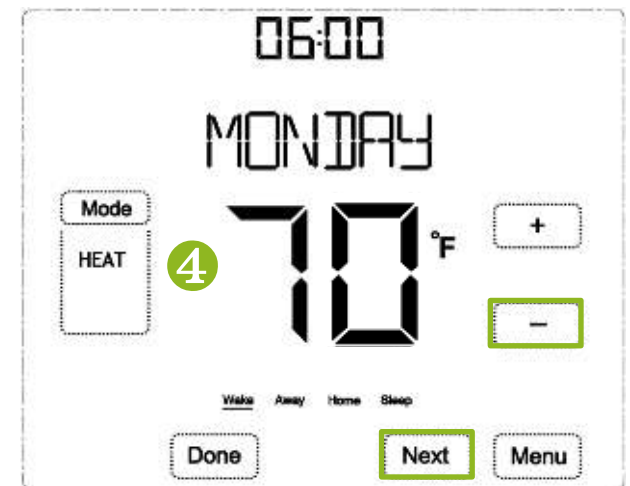 06:00
MONDAY
Mode
HEAT
4
70 °F
+
−
Wake Away Home Sleep
Done Next Menu